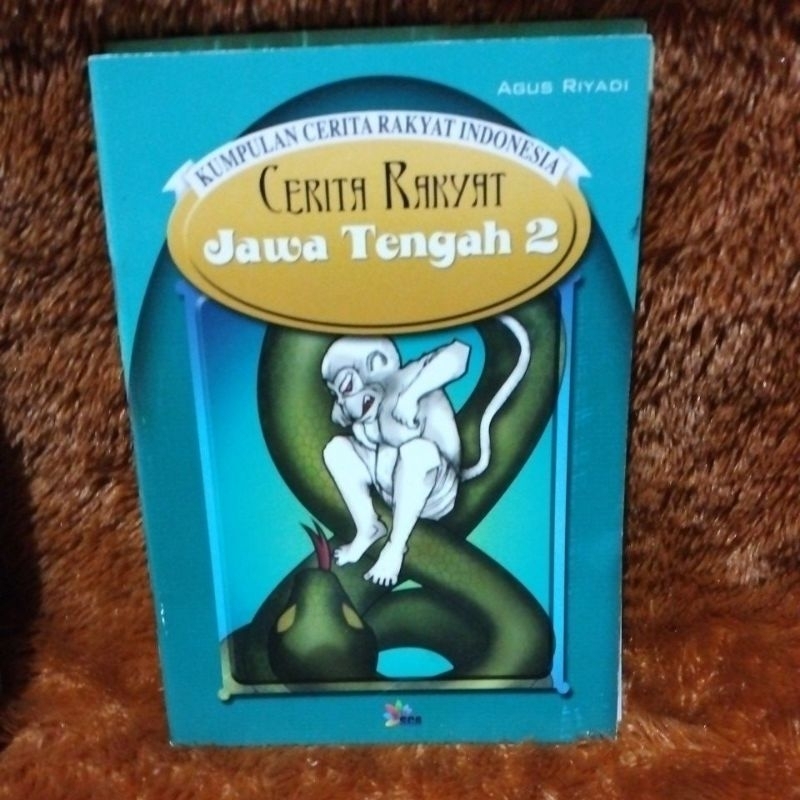 AGUS RIYADI
KUMPULAN CERITA RAKYAT INDONESIA
CERITA RAKYAT
Jawa Tengah 2